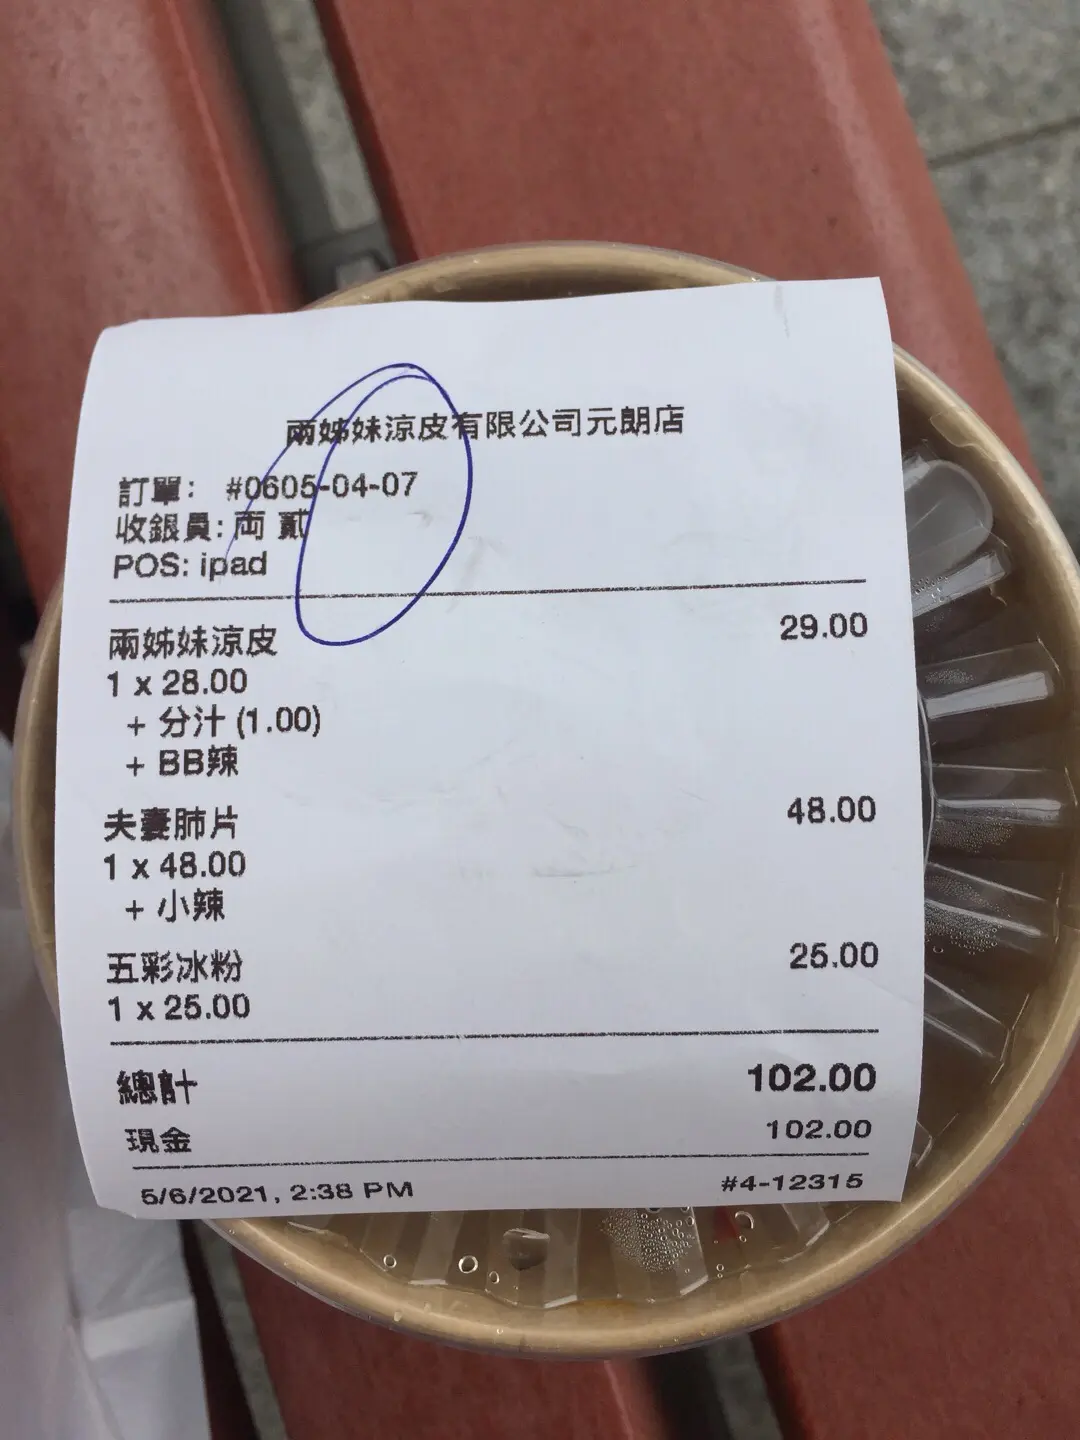 兩姊妹涼皮有限公司元朗店
訂單： #0605-04-07
收銀員: 両 貳
POS: ipad
兩姊妹涼皮 29.00
1 x 28.00
+ 分汁 (1.00)
+ BB辣
夫妻肺片 48.00
1 x 48.00
+ 小辣
五彩冰粉 25.00
1 x 25.00
總計 102.00
現金 102.00
5/6/2021, 2:38 PM #4-12315